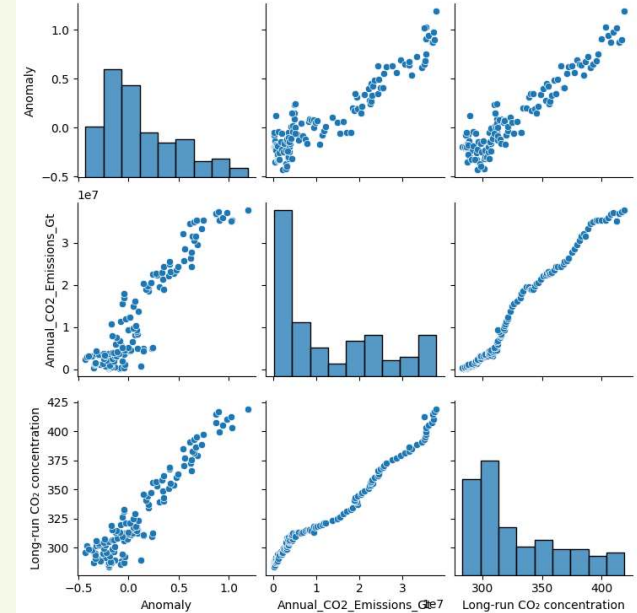 1.0
0.5
0.0
−0.5
Anomaly
1e7
3
2
1
0
Annual_CO2_Emissions_Gt
425
400
375
350
325
300
Long-run CO₂ concentration
−0.5 0.0 0.5 1.0
Anomaly
0 1 2 3
Annual_CO2_Emissions_Gt
1e7
300 350 400
Long-run CO₂ concentration